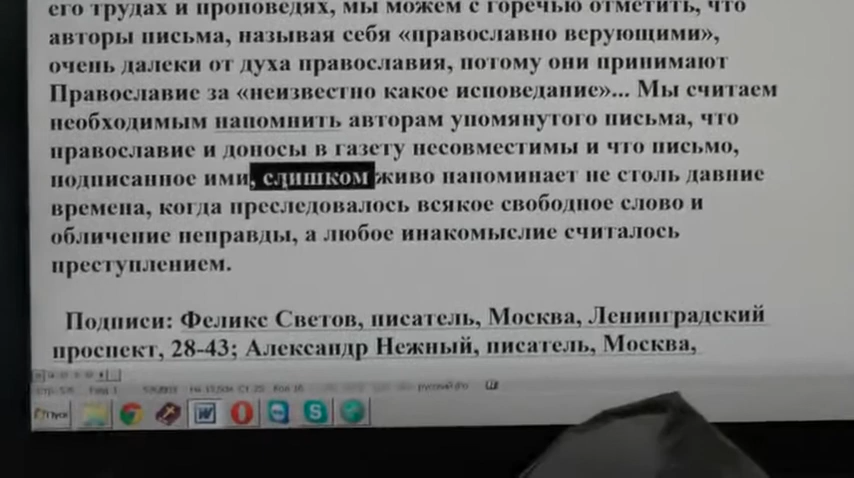 его трудах и проповедях, мы можем с горечью отметить, что
авторы письма, называя себя «православно верующими»,
очень далеки от духа православия, потому они принимают
Православие за «неизвестно какое исповедание»... Мы считаем
необходимым напомнить авторам упомянутого письма, что
православие и доносы в газету несовместимы и что письмо,
подписанное ими, слишком живо напоминает не столь давние
времена, когда преследовалось всякое свободное слово и
обличение неправды, а любое инакомыслие считалось
преступлением.
Подписи: Феликс Светов, писатель, Москва, Ленинградский
проспект, 28-43; Александр Нежный, писатель, Москва,
Пуск